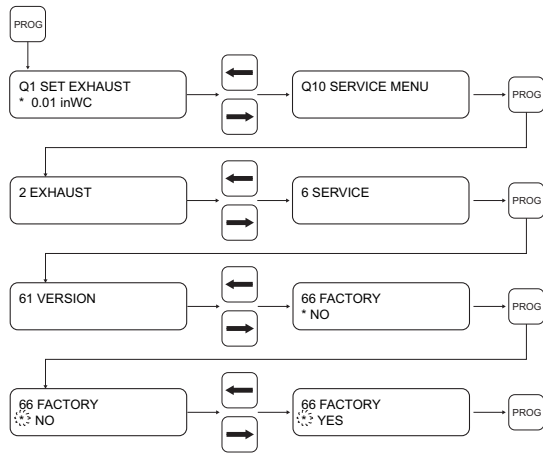 PROG
Q1 SET EXHAUST
* 0.01 inWC
Q10 SERVICE MENU
PROG
2 EXHAUST
6 SERVICE
PROG
61 VERSION
66 FACTORY
* NO
PROG
66 FACTORY
* NO
66 FACTORY
* YES
PROG